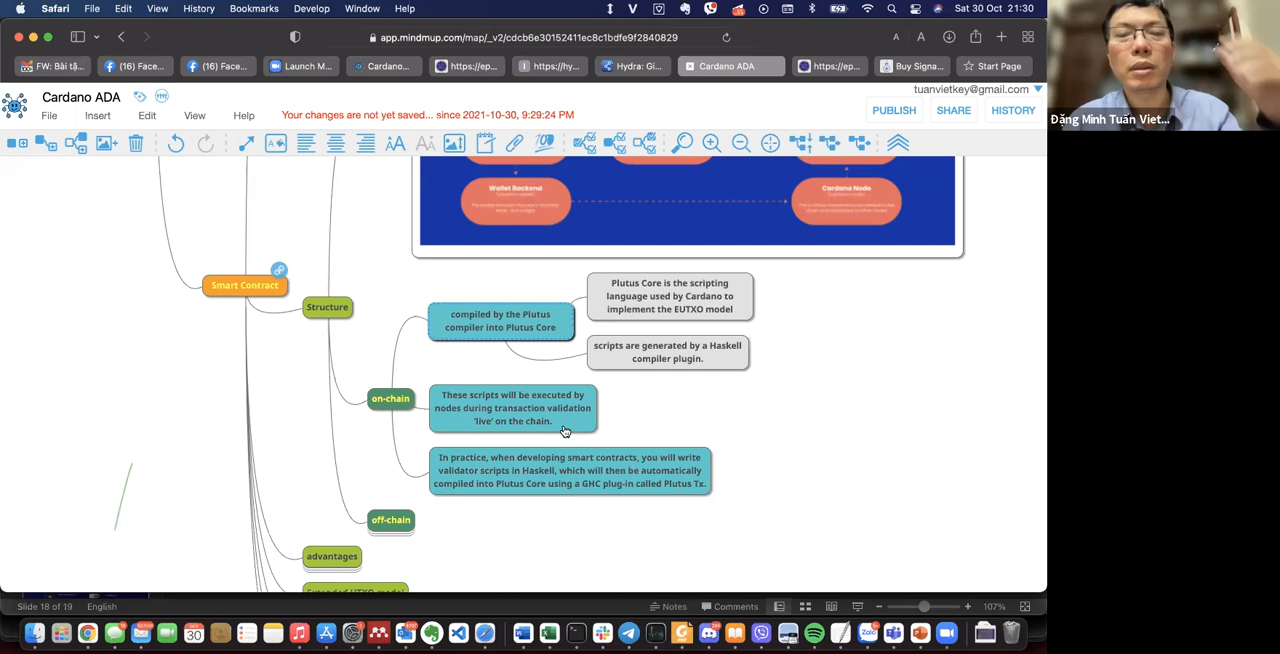 Safari File Edit View History Bookmarks Develop Window Help Sat 30 Oct 21:30
app.mindmup.com/map/_v2/cdcb6e30152411ec8c1bdfe9f2840829
FW: Bài tậ... (16) Face... (16) Face... Launch M... Cardano... https://ep... https://hy... Hydra: Gi... Cardano ADA https://ep... Buy Signa... Start Page
tuanvietkey@gmail.com
Cardano ADA
File Insert Edit View Help
Your changes are not yet saved... since 2021-10-30, 9:29:24 PM
PUBLISH SHARE HISTORY
Đặng Minh Tuấn Viet...
Wallet Backend
Cardano Node
Smart Contract
Structure
compiled by the Plutus
compiler into Plutus Core
Plutus Core is the scripting
language used by Cardano to
implement the EUTXO model
scripts are generated by a Haskell
compiler plugin.
on-chain
These scripts will be executed by
nodes during transaction validation
'live' on the chain.
In practice, when developing smart contracts, you will write
validator scripts in Haskell, which will then be automatically
compiled into Plutus Core using a GHC plug-in called Plutus Tx.
off-chain
advantages
Extended UTXO model
Slide 18 of 19 English Notes Comments 107%